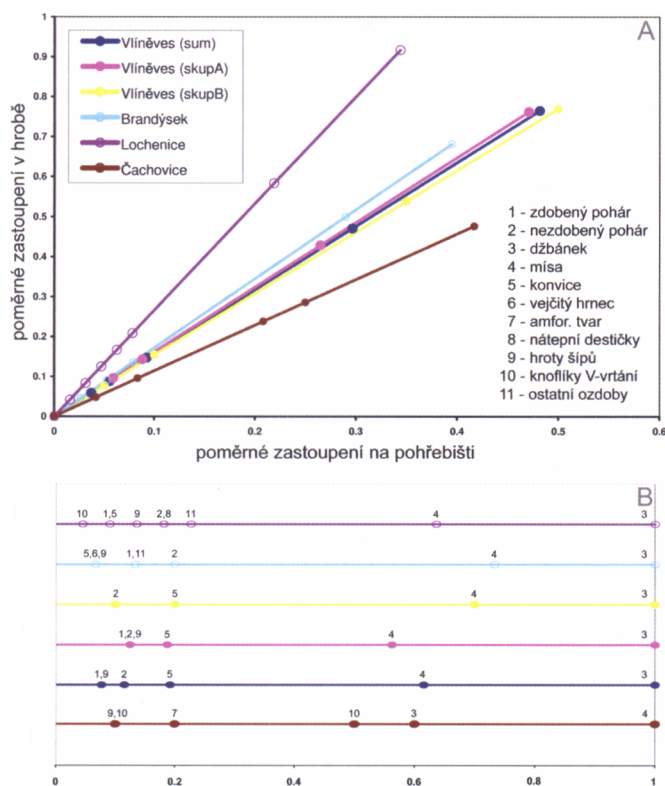 A
Vlíněves (sum)
Vlíněves (skupA)
Vlíněves (skupB)
Brandýsek
Lochenice
Čachovice
poměrné zastoupení v hrobě
1
0.9
0.8
0.7
0.6
0.5
0.4
0.3
0.2
0.1
0
1 - zdobený pohár
2 - nezdobený pohár
3 - džbánek
4 - mísa
5 - konvice
6 - vejčitý hrnec
7 - amfor. tvar
8 - nátepní destičky
9 - hroty šípů
10 - knoflíky V-vrtání
11 - ostatní ozdoby
0 0.1 0.2 0.3 0.4 0.5 0.6
poměrné zastoupení na pohřebišti
B
10 1,5 9 2,8 11 4 3
5,6,9 1,11 2 4 3
2 5 4 3
1,2,9 5 4 3
1,9 2 5 4 3
9,10 7 10 3 4
0 0.2 0.4 0.6 0.8 1